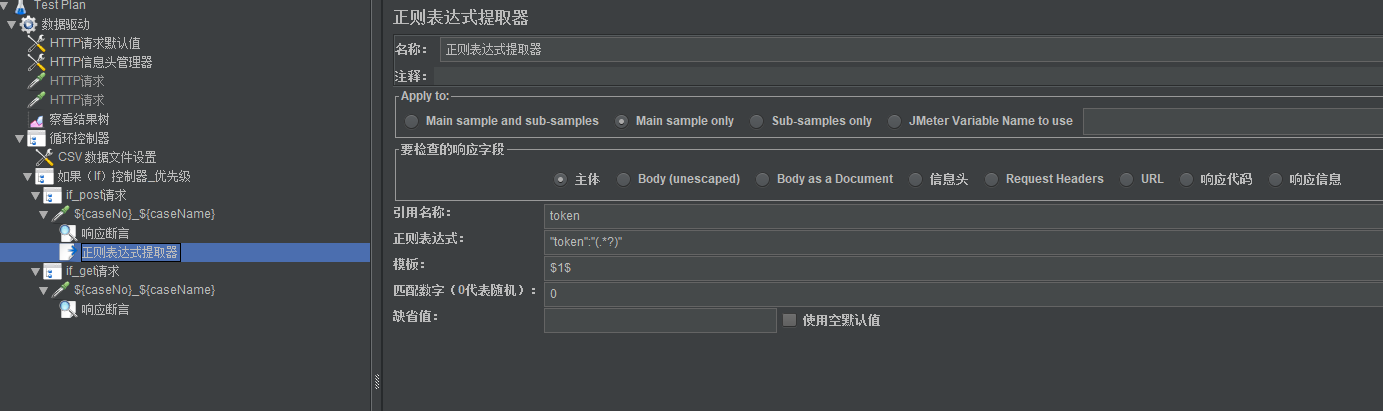 Test Plan
数据驱动
HTTP请求默认值
HTTP信息头管理器
HTTP请求
HTTP请求
察看结果树
循环控制器
CSV 数据文件设置
如果（If）控制器_优先级
if_post请求
${caseNo}_${caseName}
响应断言
正则表达式提取器
if_get请求
${caseNo}_${caseName}
响应断言
正则表达式提取器
名称： 正则表达式提取器
注释：
Apply to:
Main sample and sub-samples Main sample only Sub-samples only JMeter Variable Name to use
要检查的响应字段
主体 Body (unescaped) Body as a Document 信息头 Request Headers URL 响应代码 响应信息
引用名称： token
正则表达式： "token":"(.*?)"
模板： $1$
匹配数字（0代表随机）： 0
缺省值： 使用空默认值